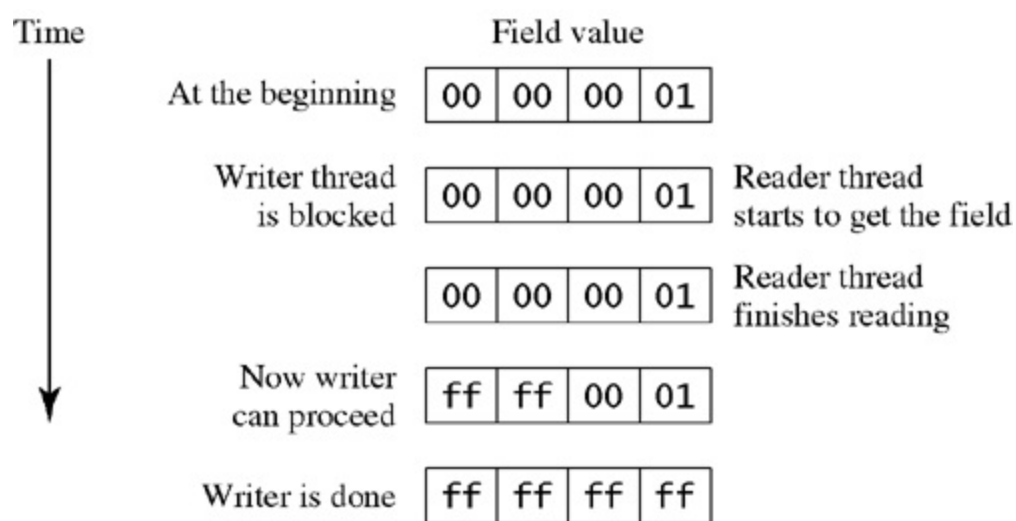 Time
Field value
At the beginning
00 00 00 01
Writer thread
is blocked
00 00 00 01
Reader thread
starts to get the field
00 00 00 01
Reader thread
finishes reading
Now writer
can proceed
ff ff 00 01
Writer is done
ff ff ff ff